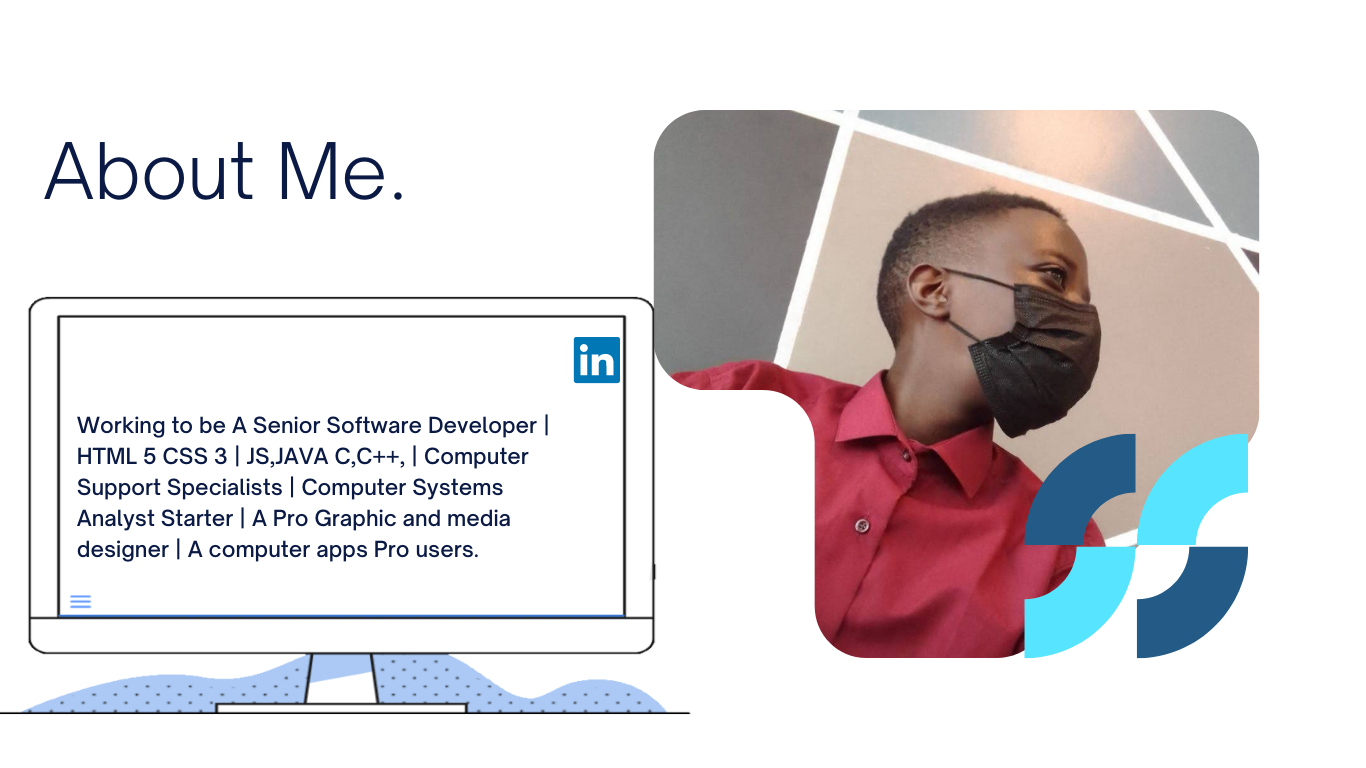 About Me.
in
Working to be A Senior Software Developer |
HTML 5 CSS 3 | JS,JAVA C,C++, | Computer
Support Specialists | Computer Systems
Analyst Starter | A Pro Graphic and media
designer | A computer apps Pro users.